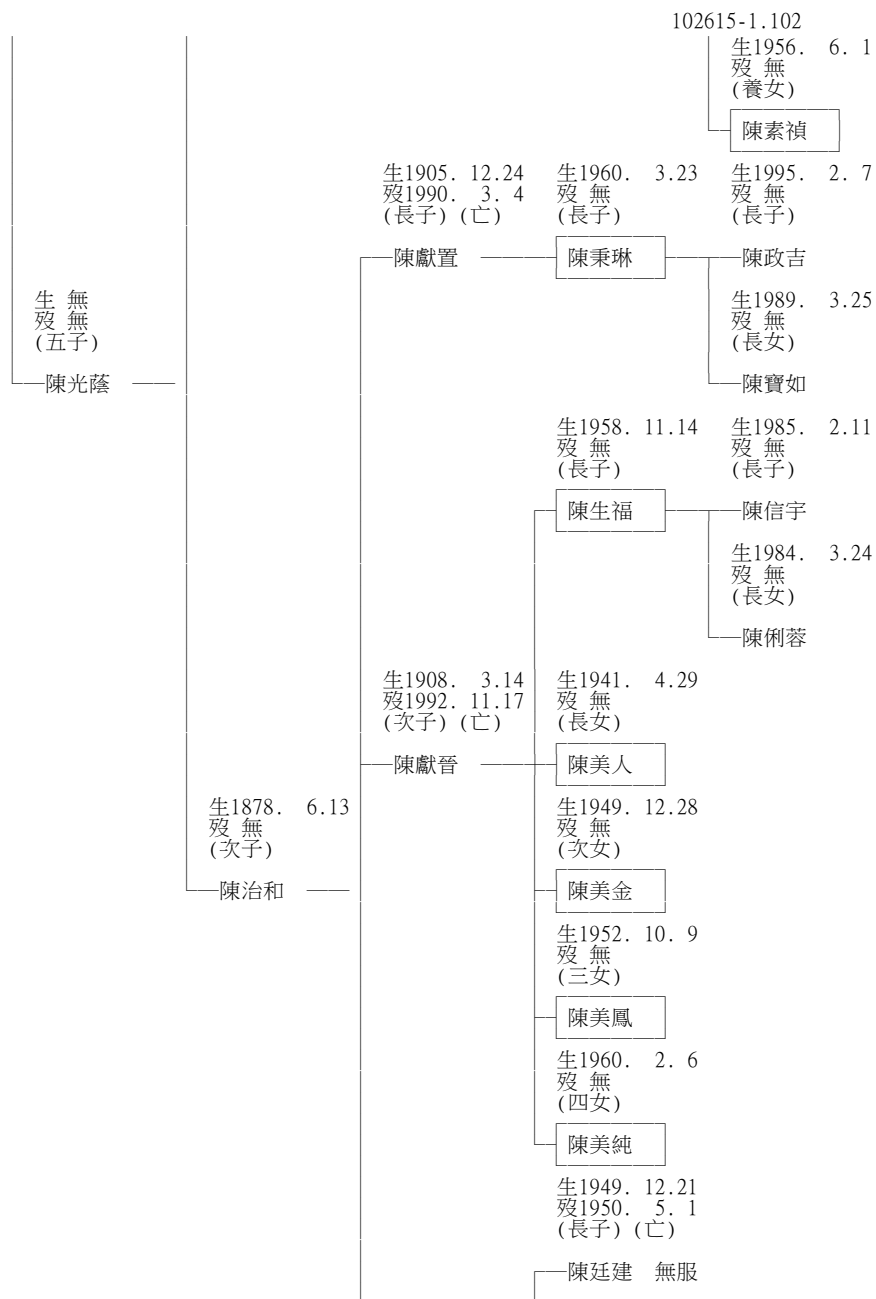 102615-1.102
生1956. 6. 1
歿 無
(養女)
陳素禎
生1905. 12.24 生1960. 3.23 生1995. 2. 7
歿1990. 3. 4 歿 無 歿 無
(長子)(亡) (長子) (長子)
陳獻置 陳秉琳 陳政吉
生 無 生1989. 3.25
歿 無 歿 無
(五子) (長女)
陳光蔭 陳寶如
生1958. 11.14 生1985. 2.11
歿 無 歿 無
(長子) (長子)
陳生福 陳信宇
生1984. 3.24
歿 無
(長女)
陳俐蓉
生1908. 3.14 生1941. 4.29
歿1992. 11.17 歿 無
(次子)(亡) (長女)
陳獻晉 陳美人
生1878. 6.13 生1949. 12.28
歿 無 歿 無
(次子) (次女)
陳治和 陳美金
生1952. 10. 9
歿 無
(三女)
陳美鳳
生1960. 2. 6
歿 無
(四女)
陳美純
生1949. 12.21
歿1950. 5. 1
(長子)(亡)
陳廷建 無服